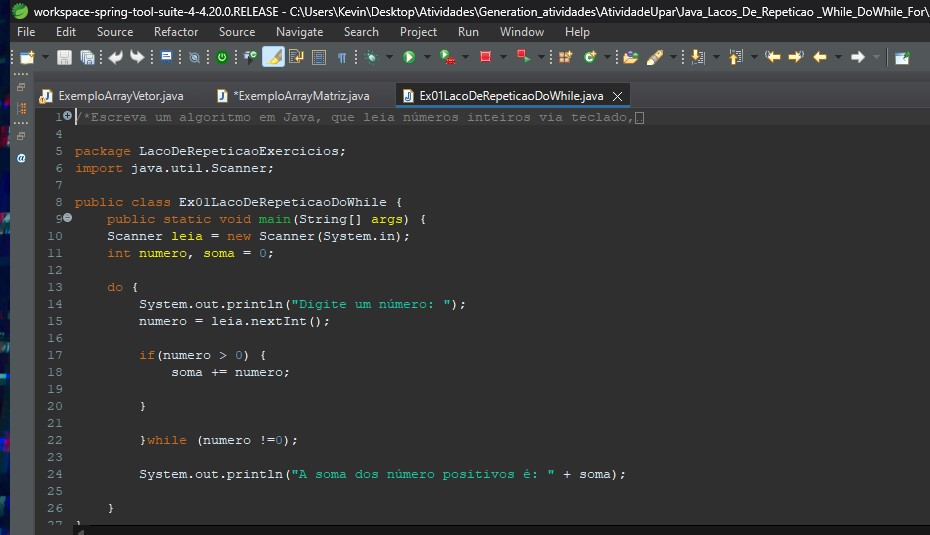 workspace-spring-tool-suite-4-4.20.0.RELEASE - C:\Users\Kevin\Desktop\Atividades\Generation_atividades\AtividadeUpar\Java_Lacos_De_Repeticao _While_DoWhile_For\
File Edit Source Refactor Source Navigate Search Project Run Window Help
ExemploArrayVetor.java *ExemploArrayMatriz.java Ex01LacoDeRepeticaoDoWhile.java
1 /*Escreva um algoritmo em Java, que leia números inteiros via teclado,
4
5 package LacoDeRepeticaoExercicios;
6 import java.util.Scanner;
7
8 public class Ex01LacoDeRepeticaoDoWhile {
9 public static void main(String[] args) {
10 Scanner leia = new Scanner(System.in);
11 int numero, soma = 0;
12
13 do {
14 System.out.println("Digite um número: ");
15 numero = leia.nextInt();
16
17 if(numero > 0) {
18 soma += numero;
19
20 }
21
22 }while (numero !=0);
23
24 System.out.println("A soma dos número positivos é: " + soma);
25
26 }
27 }